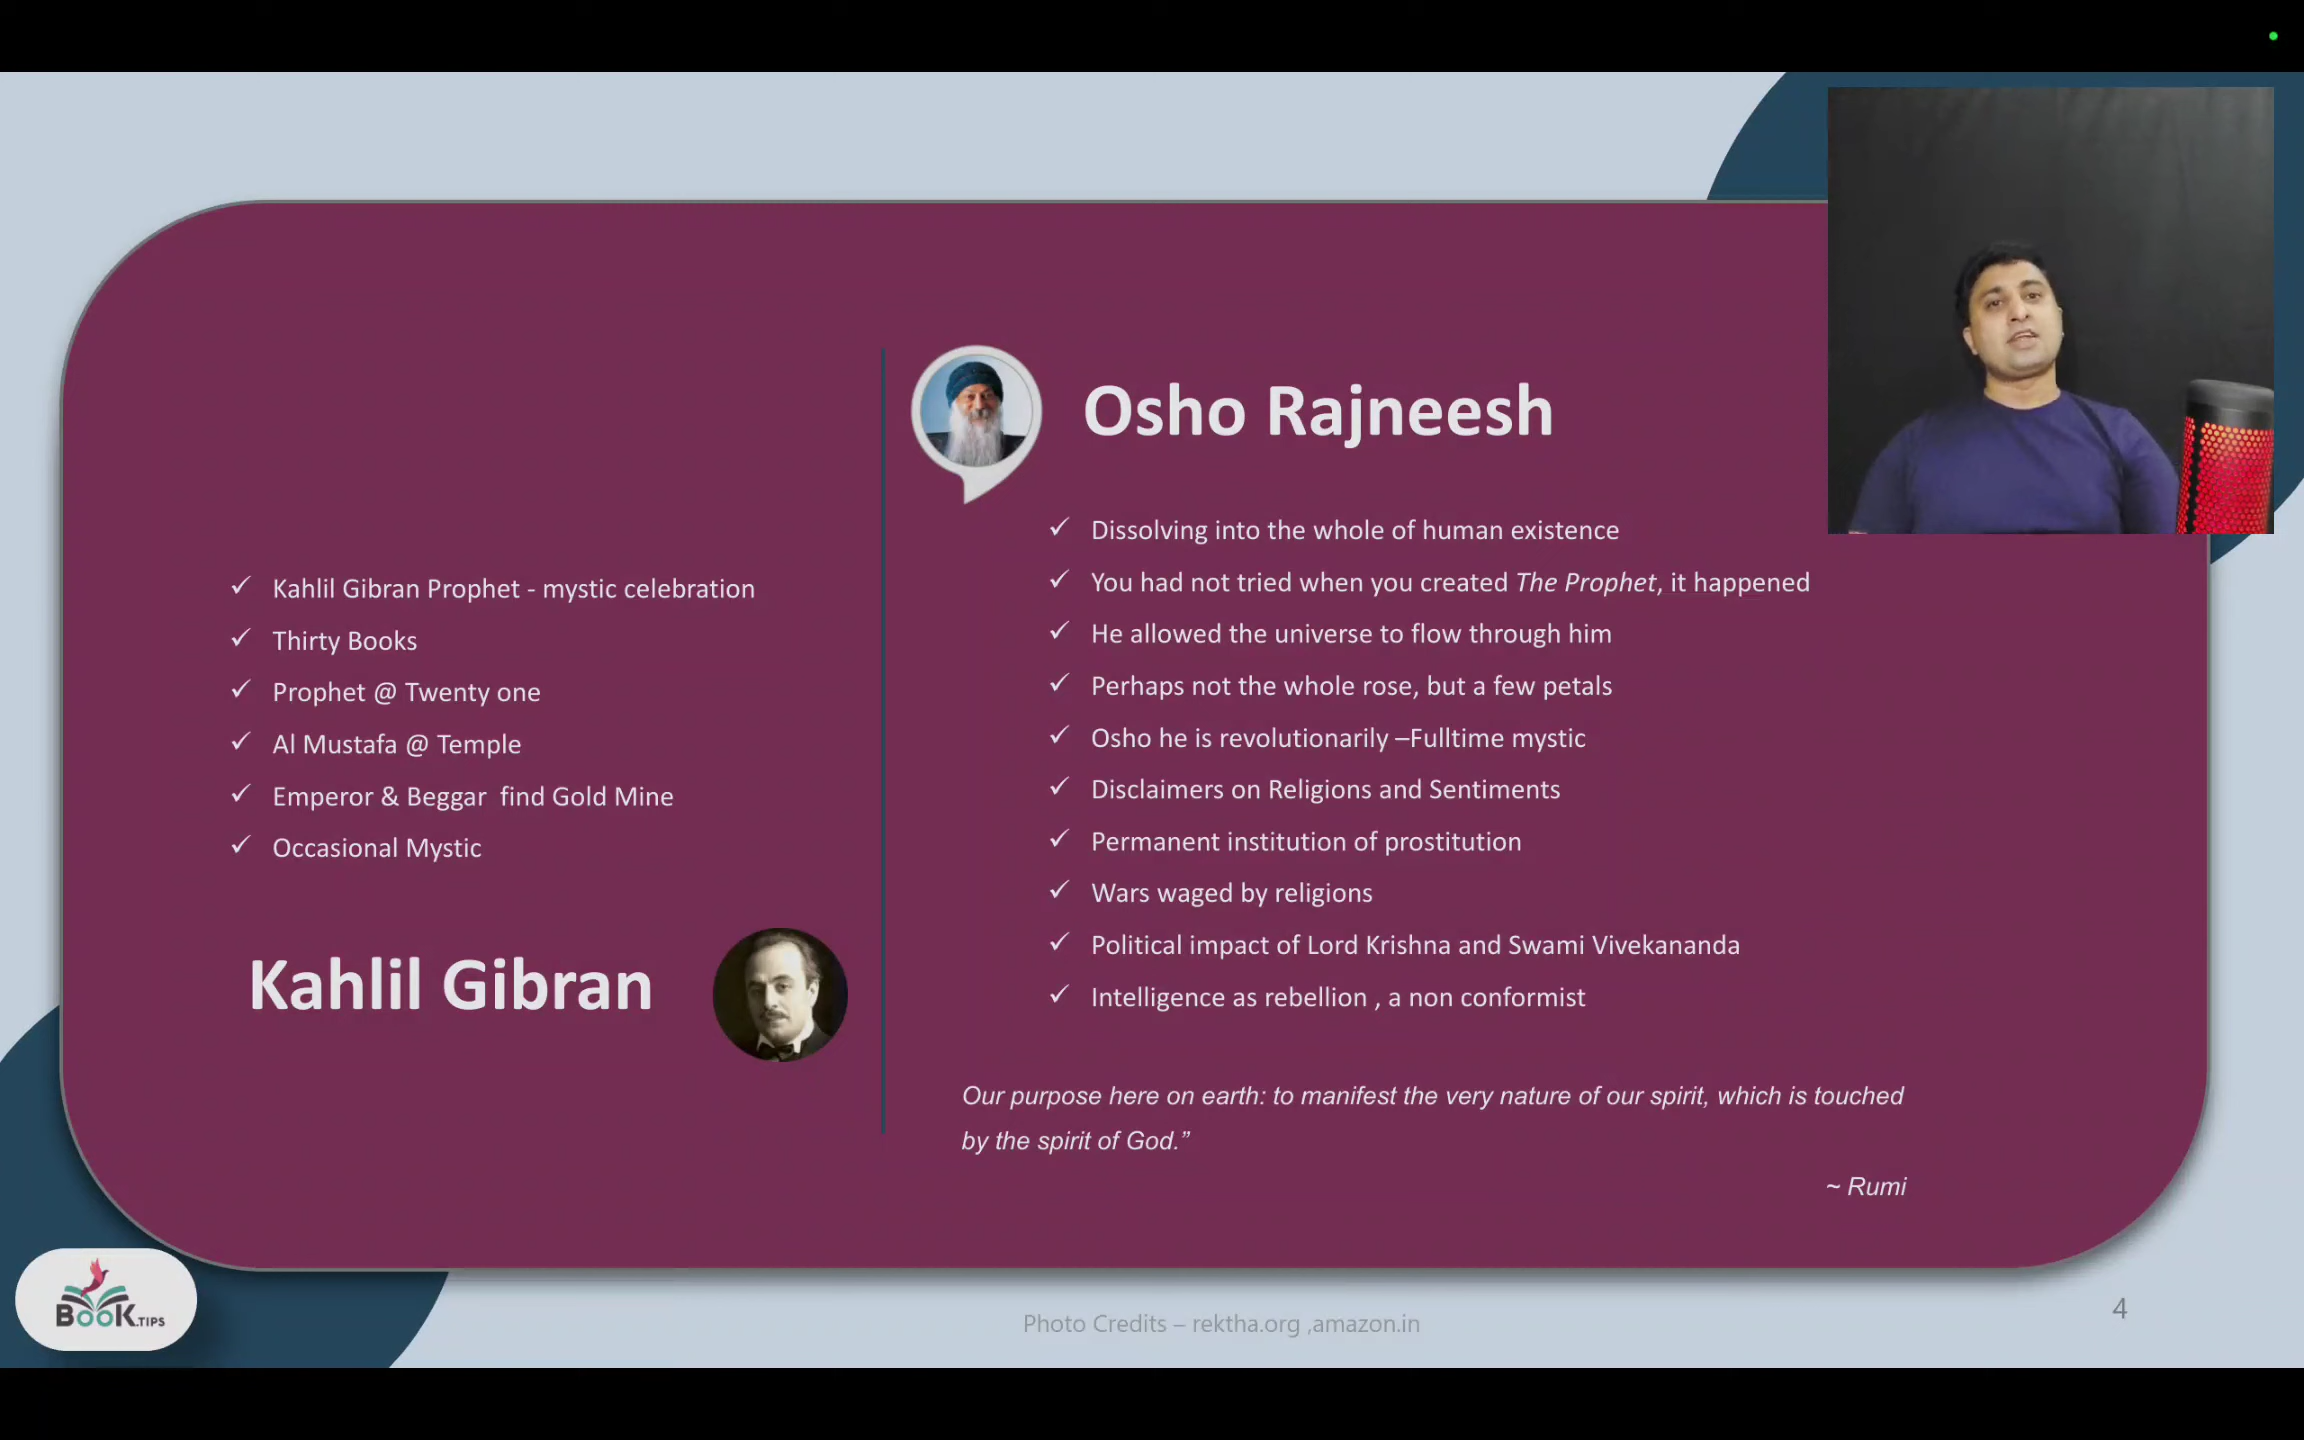 Kahlil Gibran Prophet - mystic celebration
Thirty Books
Prophet @ Twenty one
Al Mustafa @ Temple
Emperor & Beggar  find Gold Mine
Occasional Mystic
Kahlil Gibran
Osho Rajneesh
Dissolving into the whole of human existence
You had not tried when you created The Prophet, it happened
He allowed the universe to flow through him
Perhaps not the whole rose, but a few petals
Osho he is revolutionarily –Fulltime mystic
Disclaimers on Religions and Sentiments
Permanent institution of prostitution
Wars waged by religions
Political impact of Lord Krishna and Swami Vivekananda
Intelligence as rebellion , a non conformist
Our purpose here on earth: to manifest the very nature of our spirit, which is touched
by the spirit of God.”
~ Rumi
BooK.TIPS
Photo Credits – rektha.org ,amazon.in
4